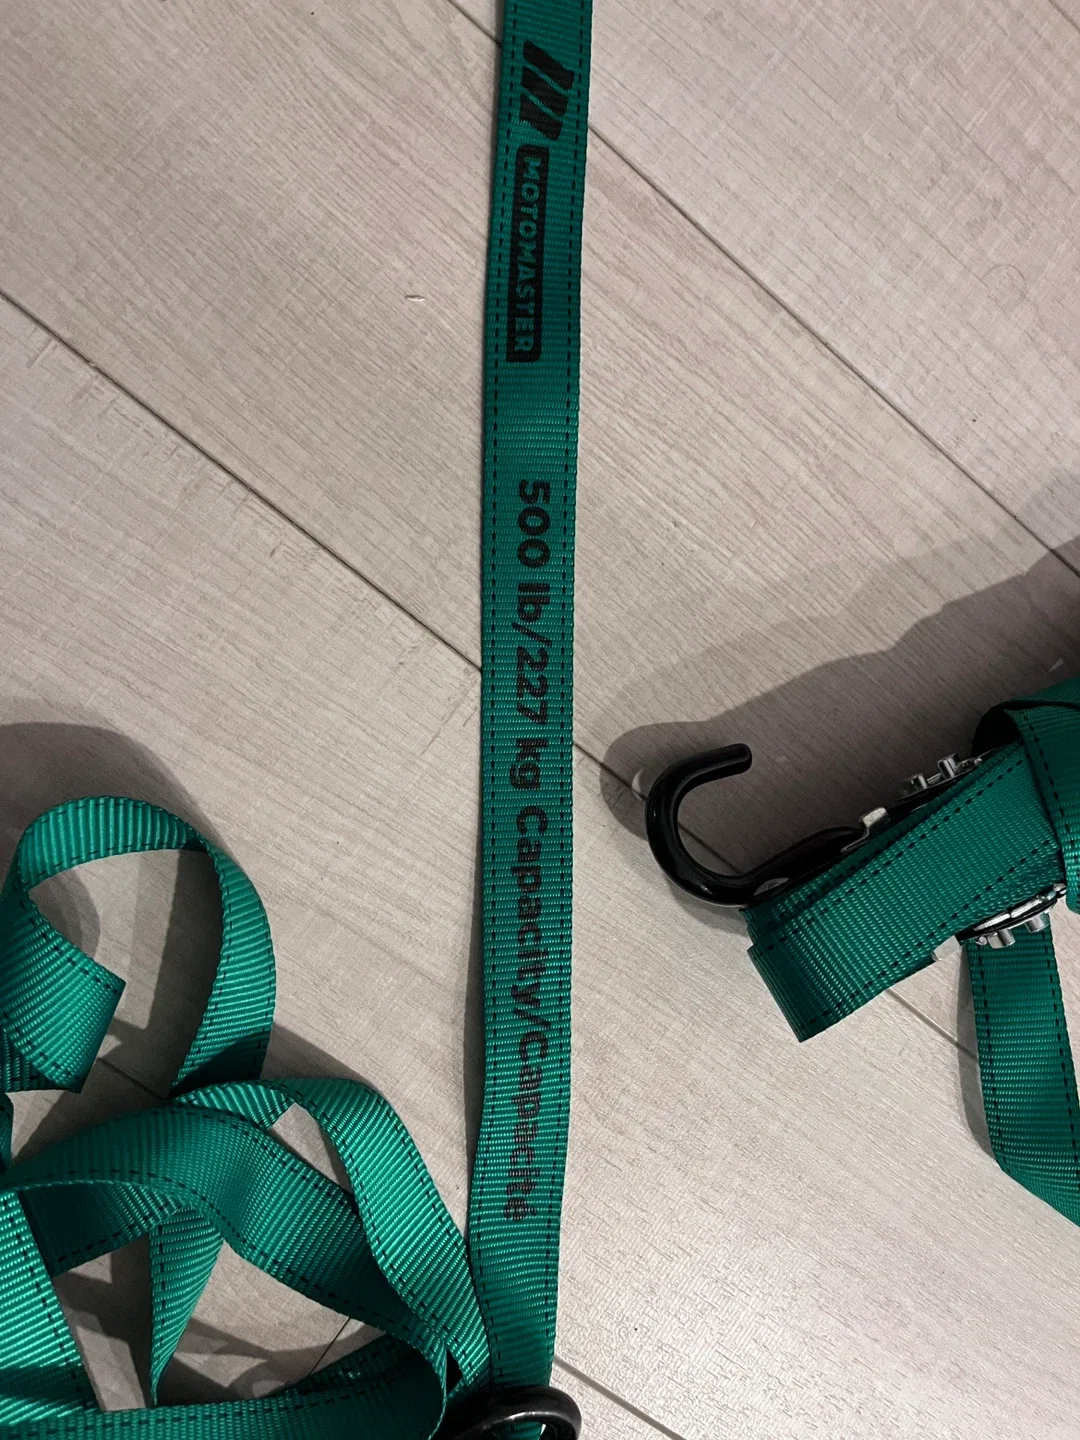 MOTOMASTER
500 lb/227 kg Capacity/Capacité